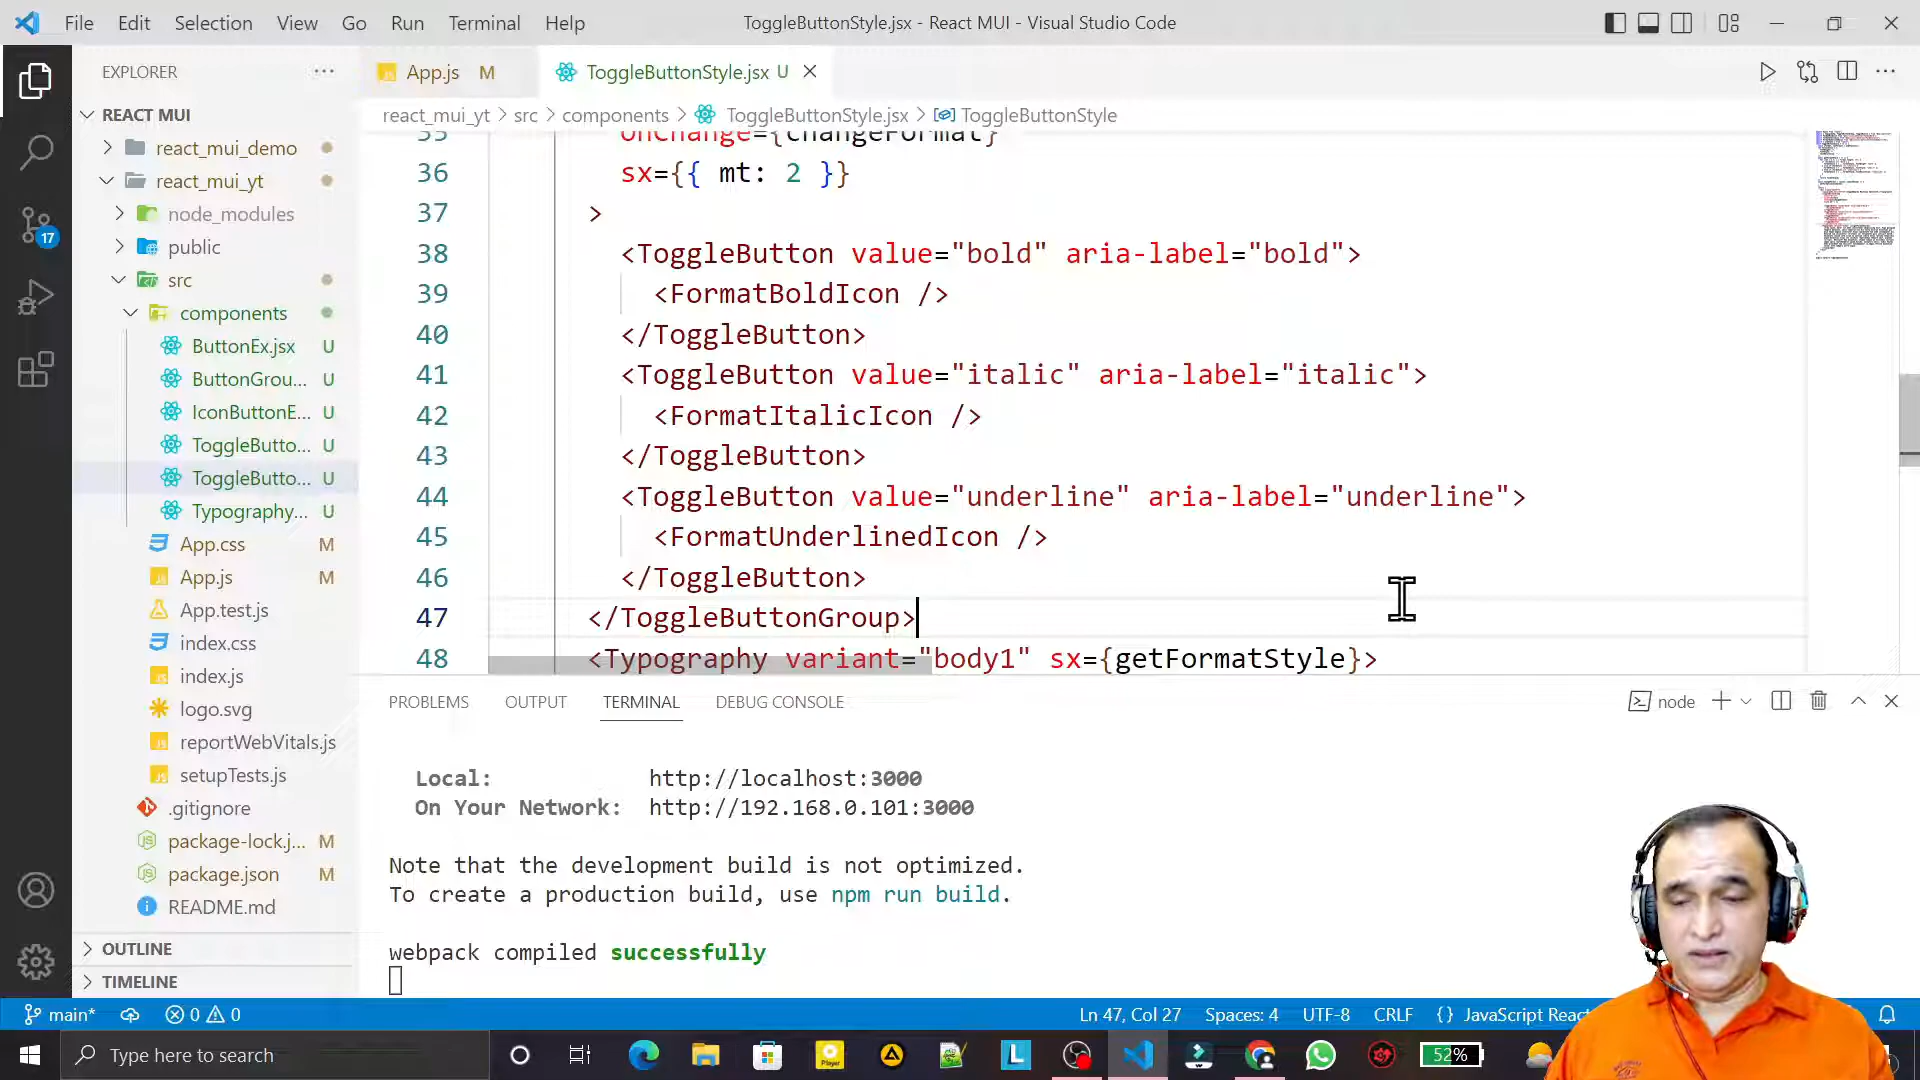 File Edit Selection View Go Run Terminal Help
ToggleButtonStyle.jsx - React MUI - Visual Studio Code
EXPLORER
App.js M
ToggleButtonStyle.jsx U
REACT MUI
react_mui_yt > src > components > ToggleButtonStyle.jsx > ToggleButtonStyle
react_mui_demo
react_mui_yt
node_modules
public
src
components
ButtonEx.jsx U
ButtonGrou... U
IconButtonE... U
ToggleButto... U
ToggleButto... U
Typography... U
App.css M
App.js M
App.test.js
index.css
index.js
logo.svg
reportWebVitals.js
setupTests.js
.gitignore
package-lock.j... M
package.json M
README.md
OUTLINE
TIMELINE
17
35 onChange={changeFormat}
36 sx={{ mt: 2 }}
37 >
38 <ToggleButton value="bold" aria-label="bold">
39 <FormatBoldIcon />
40 </ToggleButton>
41 <ToggleButton value="italic" aria-label="italic">
42 <FormatItalicIcon />
43 </ToggleButton>
44 <ToggleButton value="underline" aria-label="underline">
45 <FormatUnderlinedIcon />
46 </ToggleButton>
47 </ToggleButtonGroup>
48 <Typography variant="body1" sx={getFormatStyle}>
PROBLEMS OUTPUT TERMINAL DEBUG CONSOLE
node
Local: http://localhost:3000
On Your Network: http://192.168.0.101:3000
Note that the development build is not optimized.
To create a production build, use npm run build.
webpack compiled successfully
main* 0 0
Ln 47, Col 27 Spaces: 4 UTF-8 CRLF {} JavaScript React
Type here to search
52%